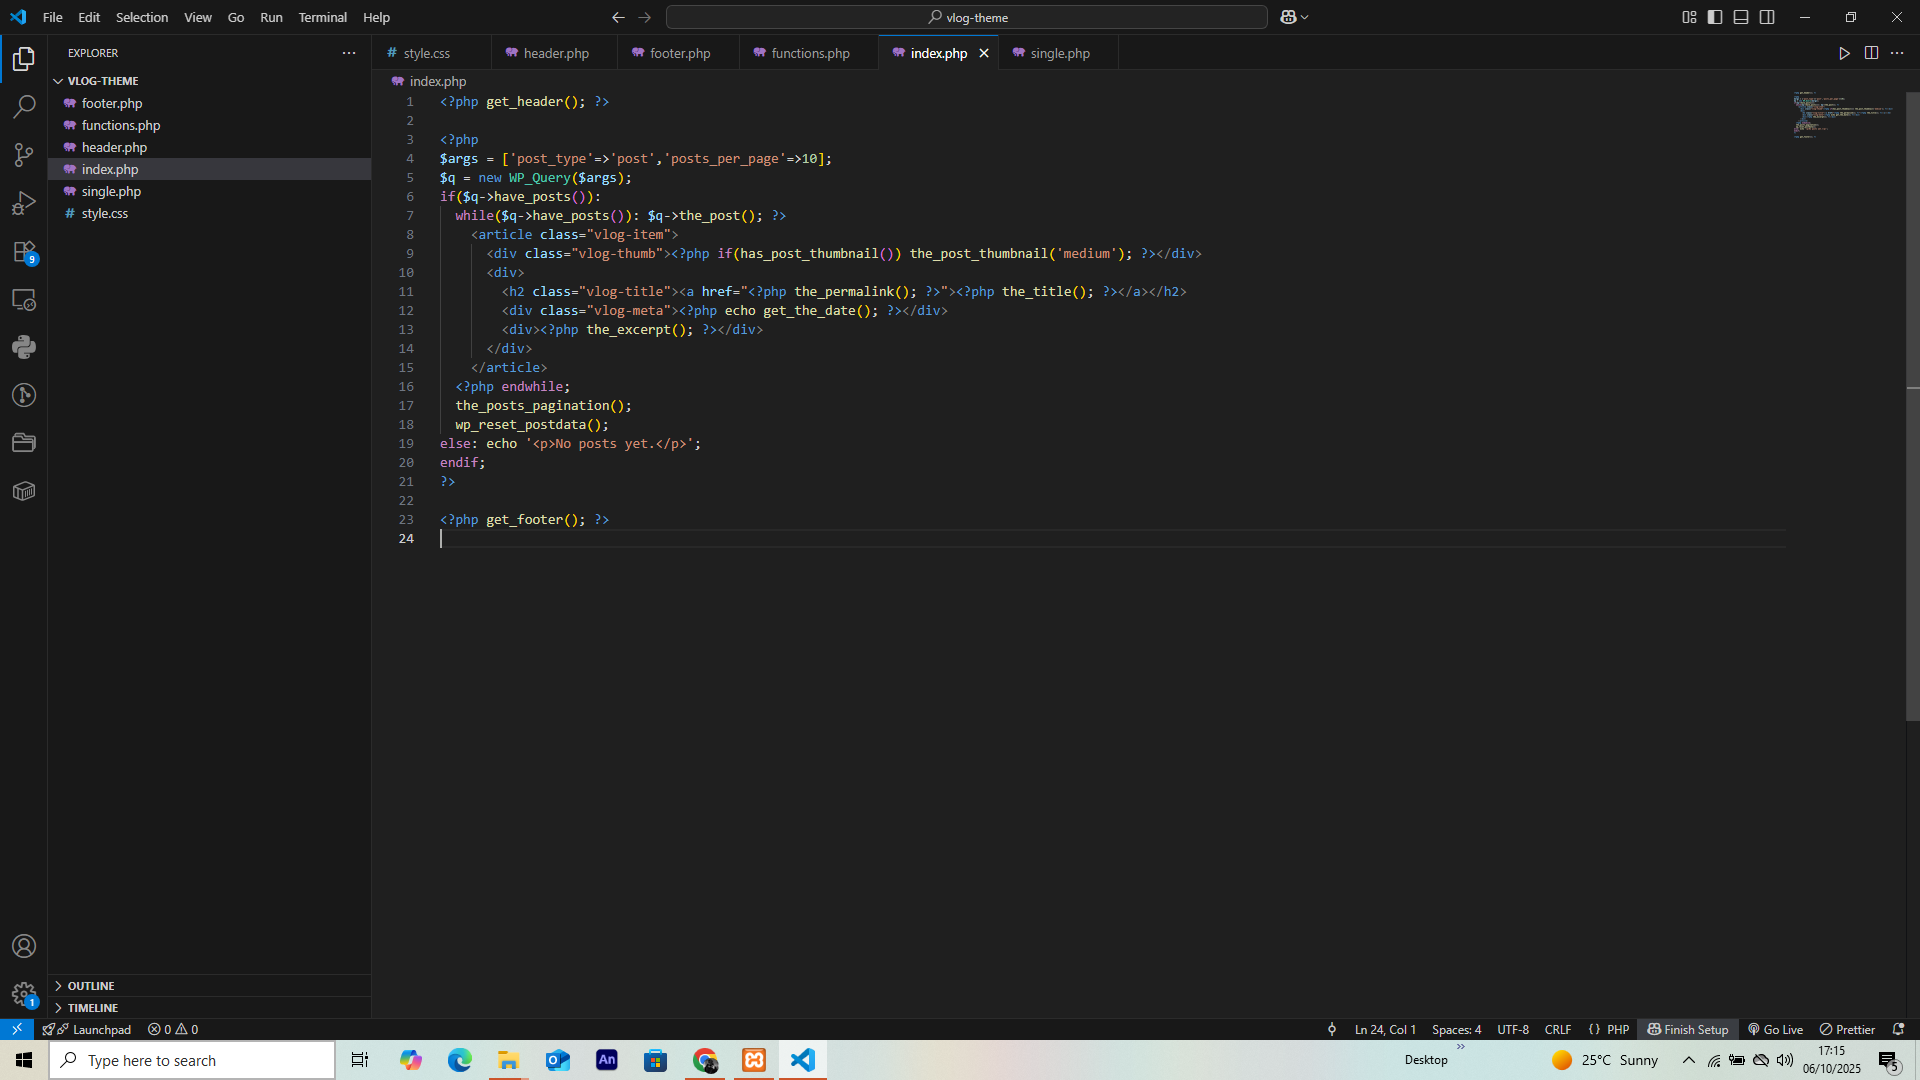 File Edit Selection View Go Run Terminal Help
vlog-theme
EXPLORER
VLOG-THEME
footer.php
functions.php
header.php
index.php
single.php
style.css
OUTLINE
TIMELINE
9
1
# style.css header.php footer.php functions.php index.php single.php
index.php
1 <?php get_header(); ?>
2
3 <?php
4 $args = ['post_type'=>'post','posts_per_page'=>10];
5 $q = new WP_Query($args);
6 if($q->have_posts()):
7 while($q->have_posts()): $q->the_post(); ?>
8 <article class="vlog-item">
9 <div class="vlog-thumb"><?php if(has_post_thumbnail()) the_post_thumbnail('medium'); ?></div>
10 <div>
11 <h2 class="vlog-title"><a href="<?php the_permalink(); ?>"><?php the_title(); ?></a></h2>
12 <div class="vlog-meta"><?php echo get_the_date(); ?></div>
13 <div><?php the_excerpt(); ?></div>
14 </div>
15 </article>
16 <?php endwhile;
17 the_posts_pagination();
18 wp_reset_postdata();
19 else: echo '<p>No posts yet.</p>';
20 endif;
21 ?>
22
23 <?php get_footer(); ?>
24
Launchpad 0 0 Ln 24, Col 1 Spaces: 4 UTF-8 CRLF {} PHP Finish Setup Go Live Prettier
Type here to search An Desktop 25°C Sunny 17:15
06/10/2025 5